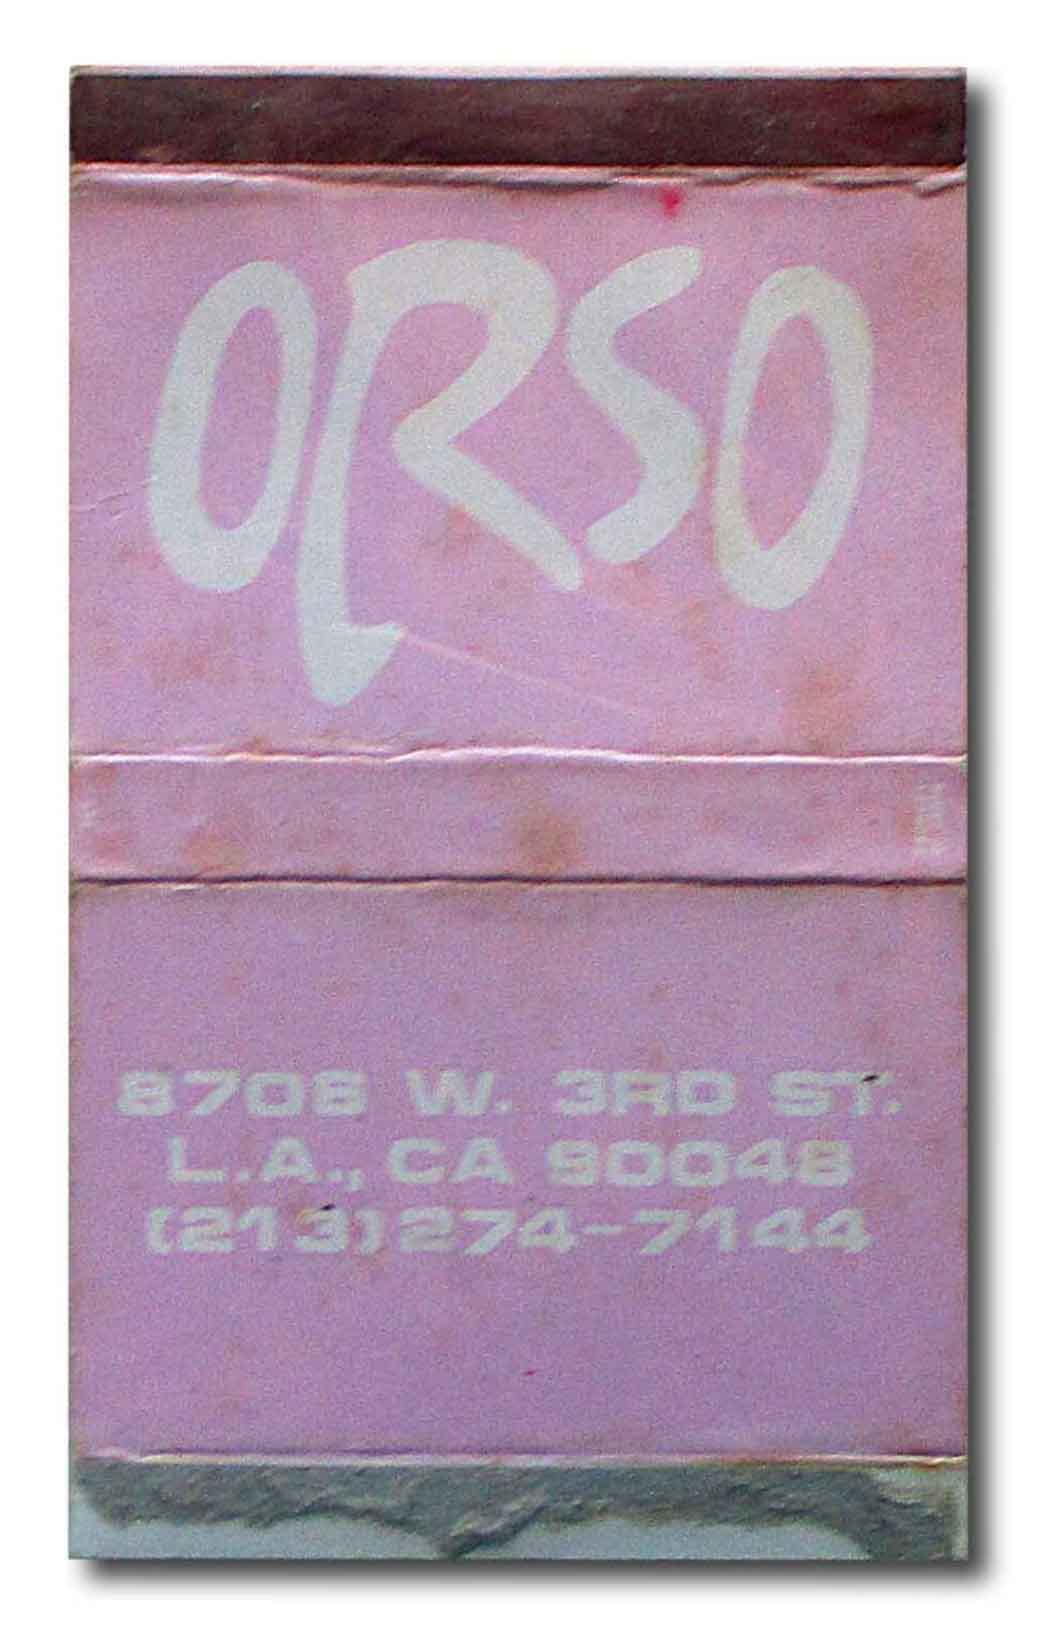 ORSO
8706 W. 3RD ST.
L.A., CA 90048
(213) 274-7144